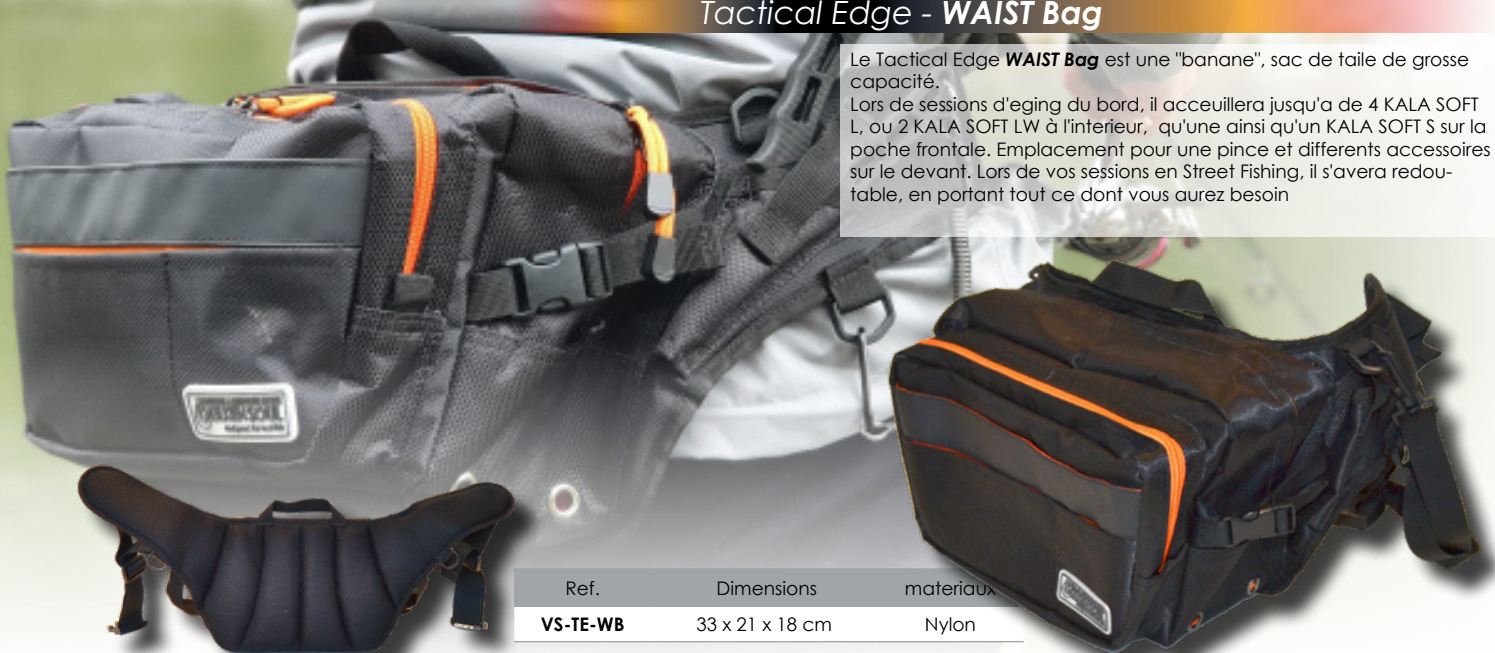 Tactical Edge - WAIST Bag
Le Tactical Edge WAIST Bag est une "banane", sac de taile de grosse
capacité.
Lors de sessions d'eging du bord, il acceuillera jusqu'a de 4 KALA SOFT
L, ou 2 KALA SOFT LW à l'interieur, qu'une ainsi qu'un KALA SOFT S sur la
poche frontale. Emplacement pour une pince et differents accessoires
sur le devant. Lors de vos sessions en Street Fishing, il s'avera redou-
table, en portant tout ce dont vous aurez besoin
Ref. Dimensions materiaux
VS-TE-WB 33 x 21 x 18 cm Nylon